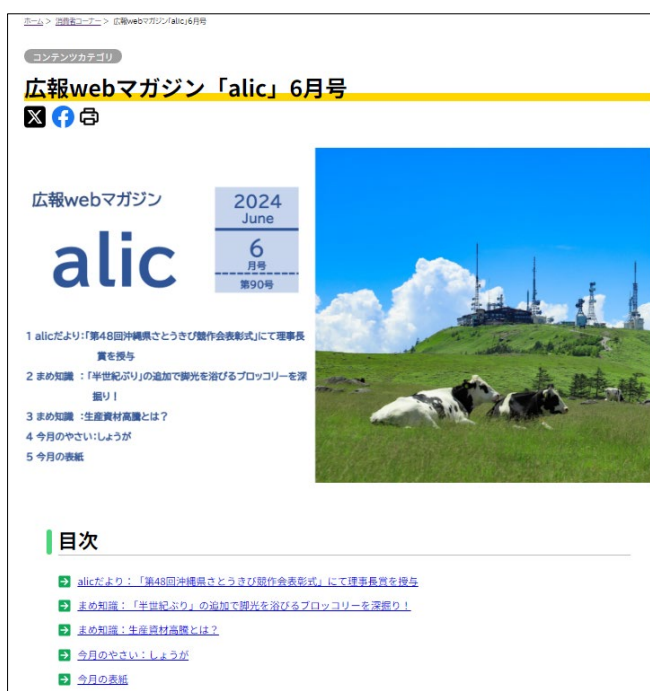 ホーム > 消費者コーナー > 広報webマガジン「alic」6月号
コンテンツカテゴリ
広報webマガジン「alic」6月号
広報webマガジン
alic
2024
June
6
月号
第90号
1 alicだより:「第48回沖縄県さとうきび競作会表彰式」にて理事長
賞を授与
2 まめ知識 :「半世紀ぶり」の追加で脚光を浴びるブロッコリーを深
掘り！
3 まめ知識 :生産資材高騰とは？
4 今月のやさい:しょうが
5 今月の表紙
目次
alicだより：「第48回沖縄県さとうきび競作会表彰式」にて理事長賞を授与
まめ知識：「半世紀ぶり」の追加で脚光を浴びるブロッコリーを深掘り！
まめ知識：生産資材高騰とは？
今月のやさい：しょうが
今月の表紙